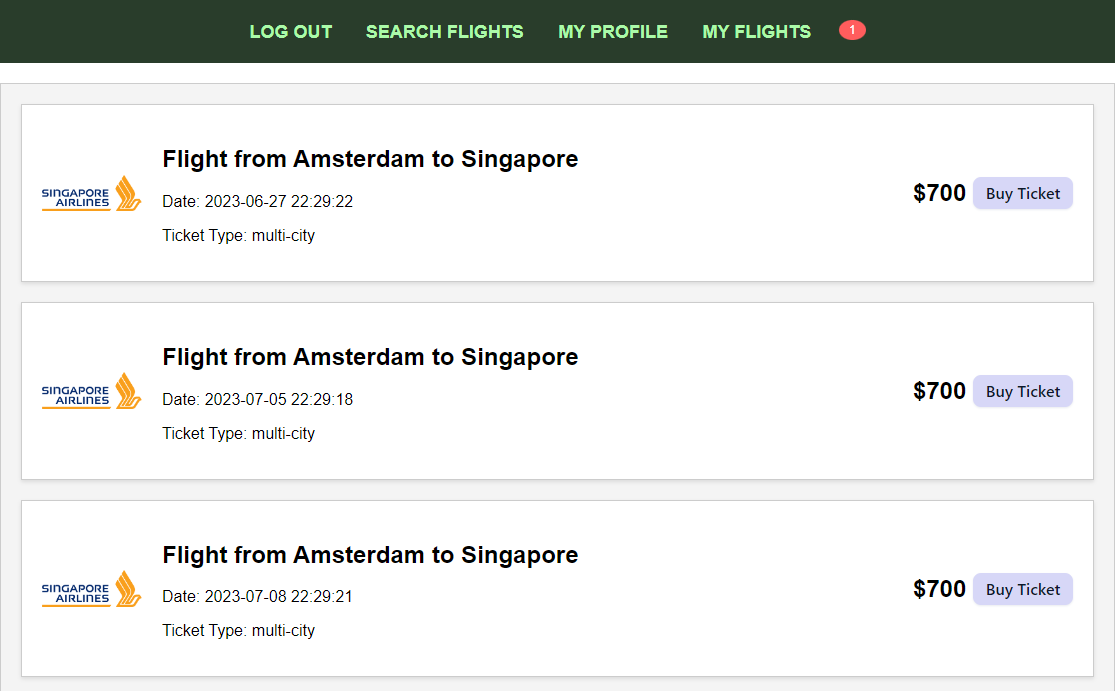 LOG OUT SEARCH FLIGHTS MY PROFILE MY FLIGHTS 1
Flight from Amsterdam to Singapore
SINGAPORE
AIRLINES
Date: 2023-06-27 22:29:22
Ticket Type: multi-city
$700 Buy Ticket
Flight from Amsterdam to Singapore
SINGAPORE
AIRLINES
Date: 2023-07-05 22:29:18
Ticket Type: multi-city
$700 Buy Ticket
Flight from Amsterdam to Singapore
SINGAPORE
AIRLINES
Date: 2023-07-08 22:29:21
Ticket Type: multi-city
$700 Buy Ticket